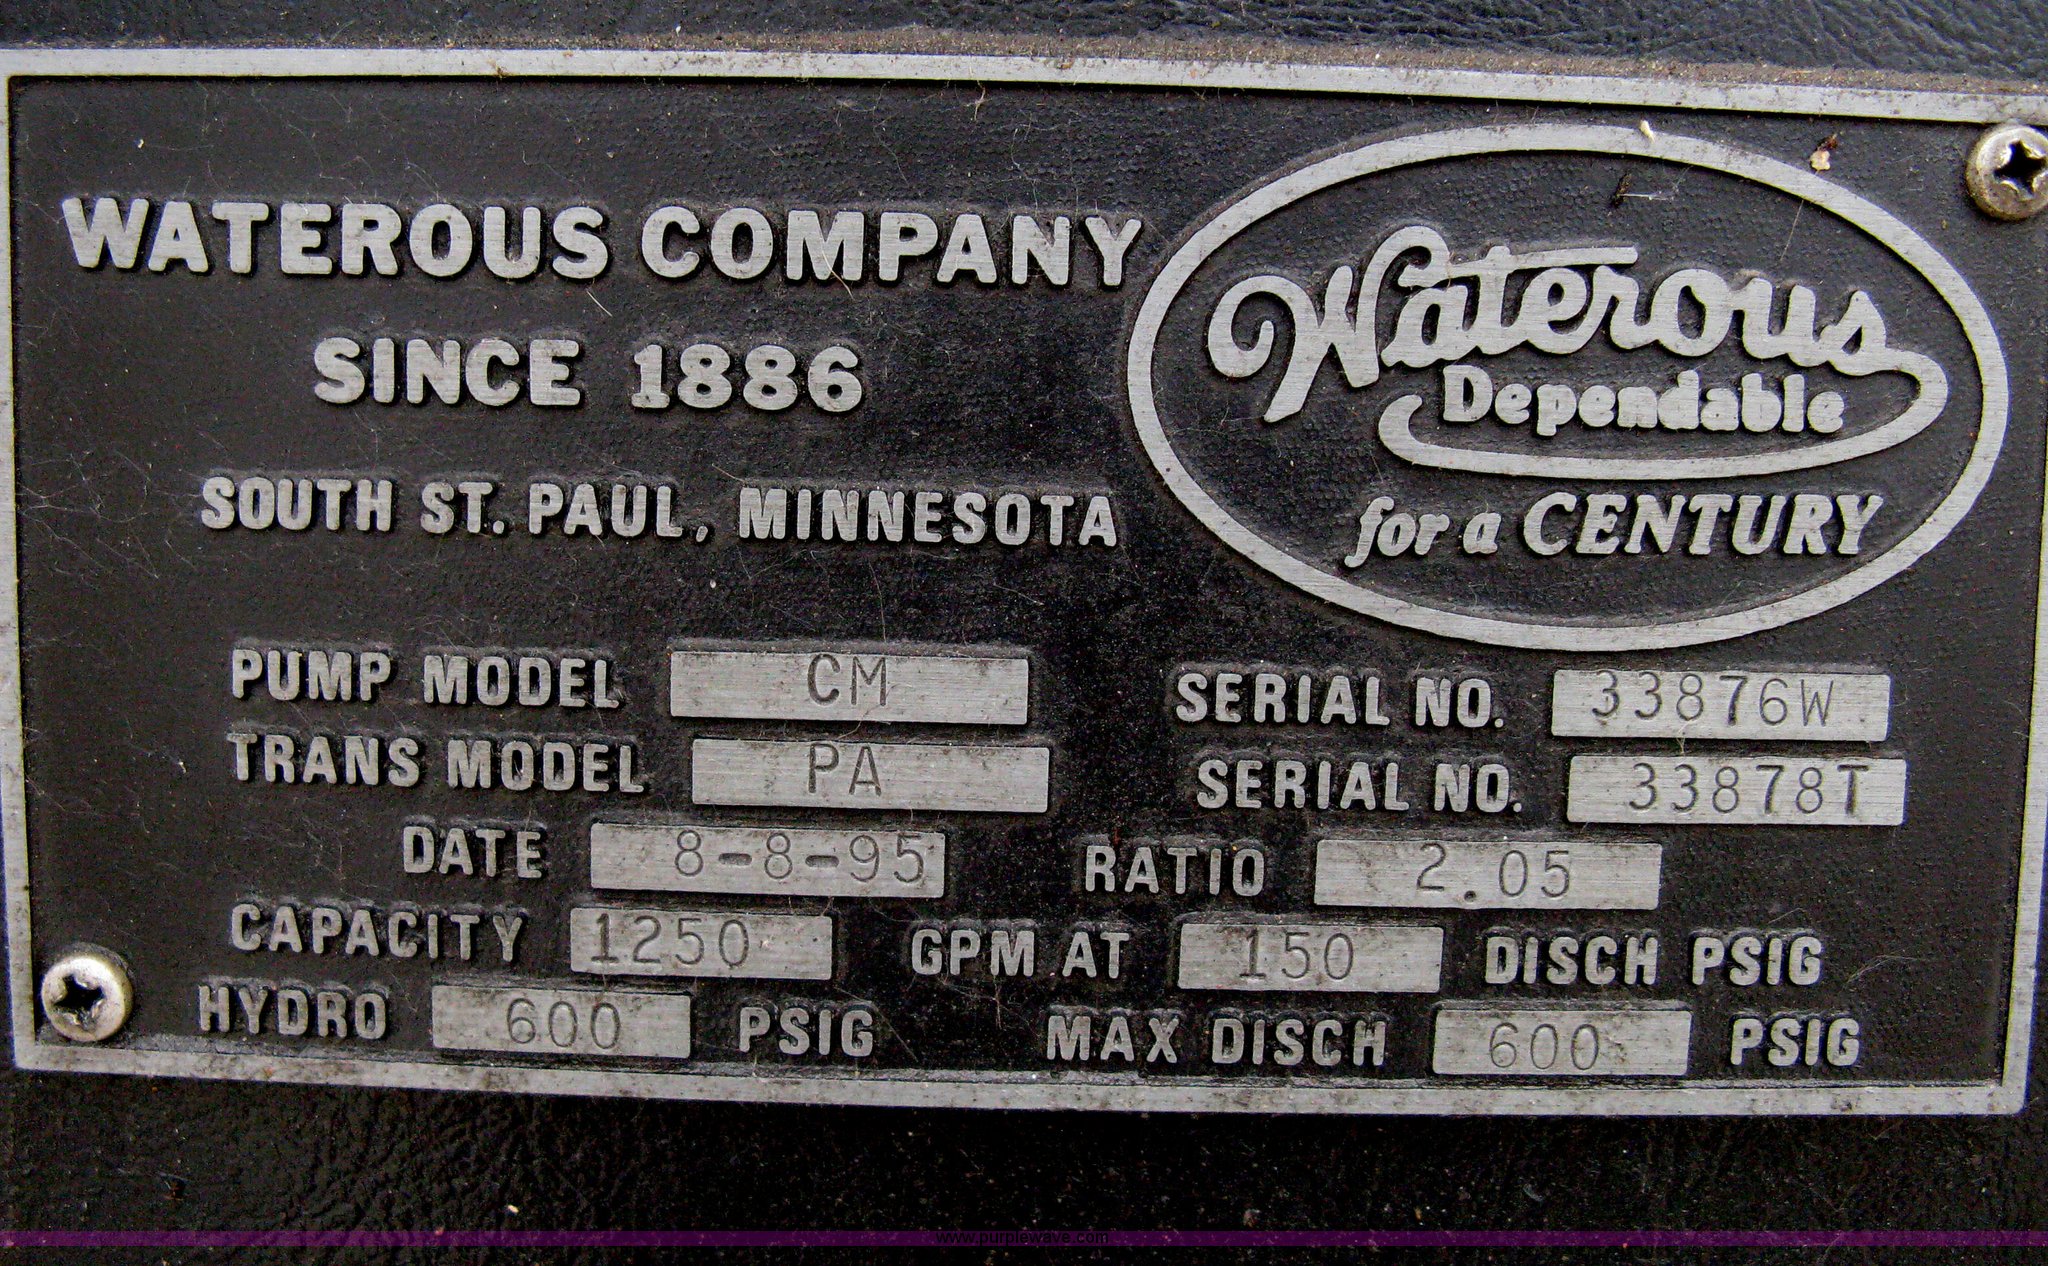 WATEROUS COMPANY
SINCE 1886
SOUTH ST. PAUL, MINNESOTA
Waterous
Dependable
for a CENTURY
PUMP MODEL CM SERIAL NO. 33876W
TRANS MODEL PA SERIAL NO. 33878T
DATE 8-8-95 RATIO 2.05
CAPACITY 1250 GPM AT 150 DISCH PSIG
HYDRO 600 PSIG MAX DISCH 600 PSIG
www.purplewave.com